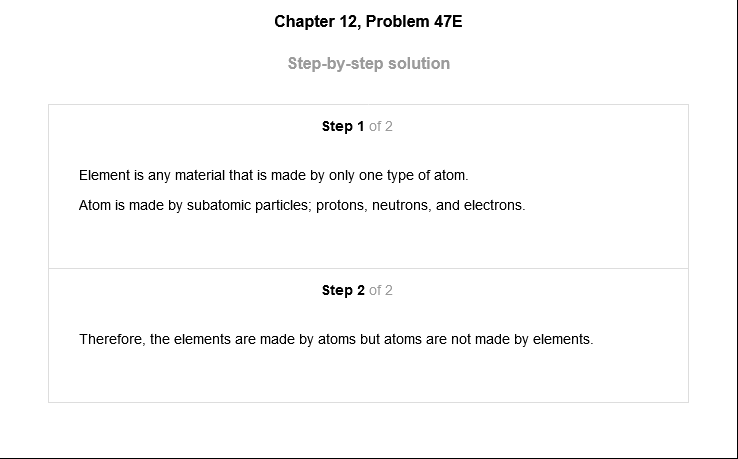 Chapter 12, Problem 47E
Step-by-step solution
Step 1 of 2
Element is any material that is made by only one type of atom.
Atom is made by subatomic particles; protons, neutrons, and electrons.
Step 2 of 2
Therefore, the elements are made by atoms but atoms are not made by elements.